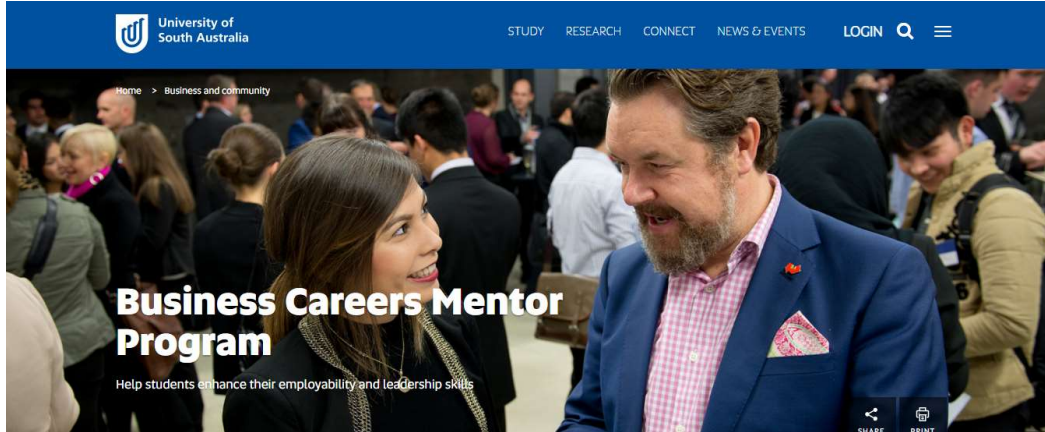 University of
South Australia
STUDY RESEARCH CONNECT NEWS & EVENTS LOGIN
Home > Business and community
Business Careers Mentor
Program
Help students enhance their employability and leadership skills
SHARE PRINT